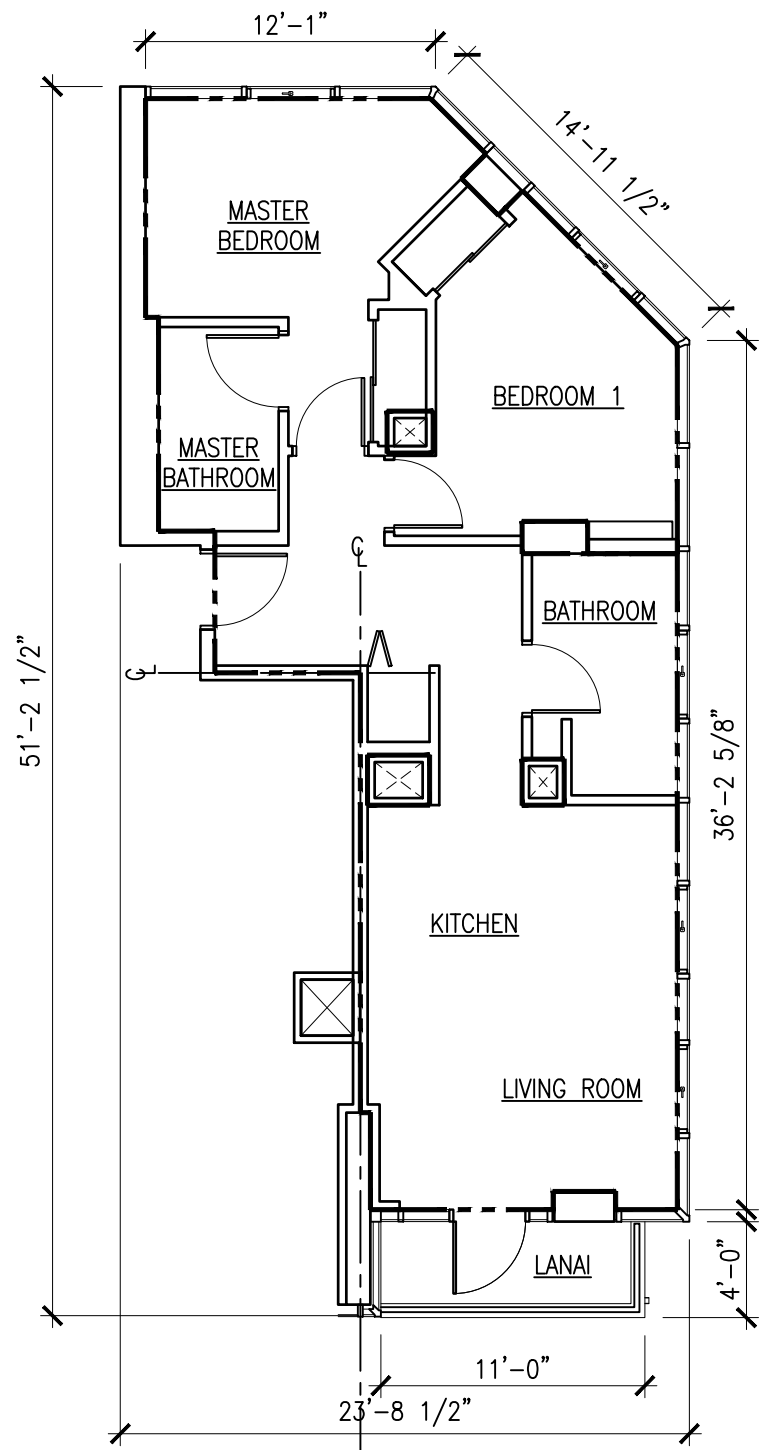 12'-1"
14'-11 1/2"
MASTER
BEDROOM
BEDROOM 1
MASTER
BATHROOM
CL
BATHROOM
CL
51'-2 1/2"
36'-2 5/8"
KITCHEN
LIVING ROOM
LANAI
4'-0"
11'-0"
23'-8 1/2"